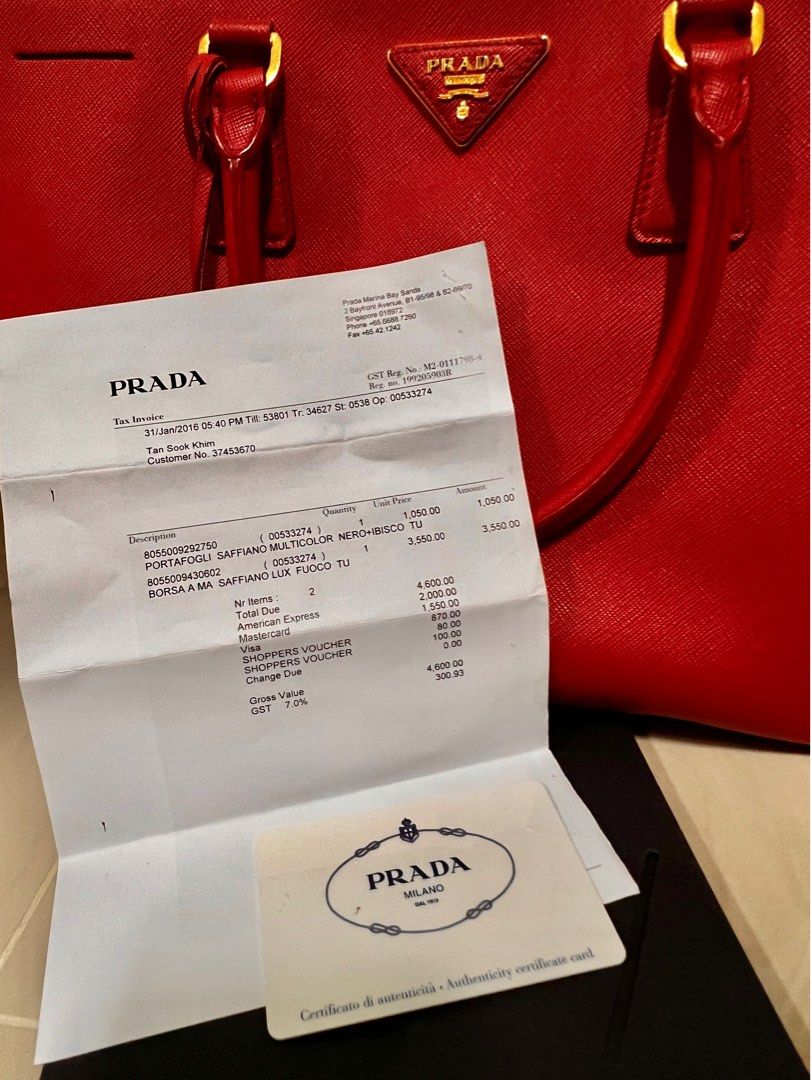 PRADA
Prada Marina Bay Sands
2 Bayfront Avenue, B1-95/98 & B2-69/70
Singapore 018972
Phone +65.6688.7260
Fax +65.42.1242
PRADA
GST Reg. No.: M2-0111798-4
Reg. no. 199205903R
Tax Invoice
31/Jan/2016 05:40 PM Till: 53801 Tr: 34627 St: 0538 Op: 00533274
Tan Sook Khim
Customer No. 37453670
Description Quantity Unit Price Amount
8055009292750 ( 00533274 ) 1 1,050.00 1,050.00
PORTAFOGLI SAFFIANO MULTICOLOR NERO+IBISCO TU
8055009430602 ( 00533274 ) 1 3,550.00 3,550.00
BORSA A MA SAFFIANO LUX FUOCO TU
Nr Items : 2
Total Due 4,600.00
American Express 2,000.00
Mastercard 1,550.00
Visa 870.00
SHOPPERS VOUCHER 80.00
SHOPPERS VOUCHER 100.00
Change Due 0.00
Gross Value 4,600.00
GST 7.0% 300.93
PRADA
MILANO
DAL 1913
Certificato di autenticità • Authenticity certificate card